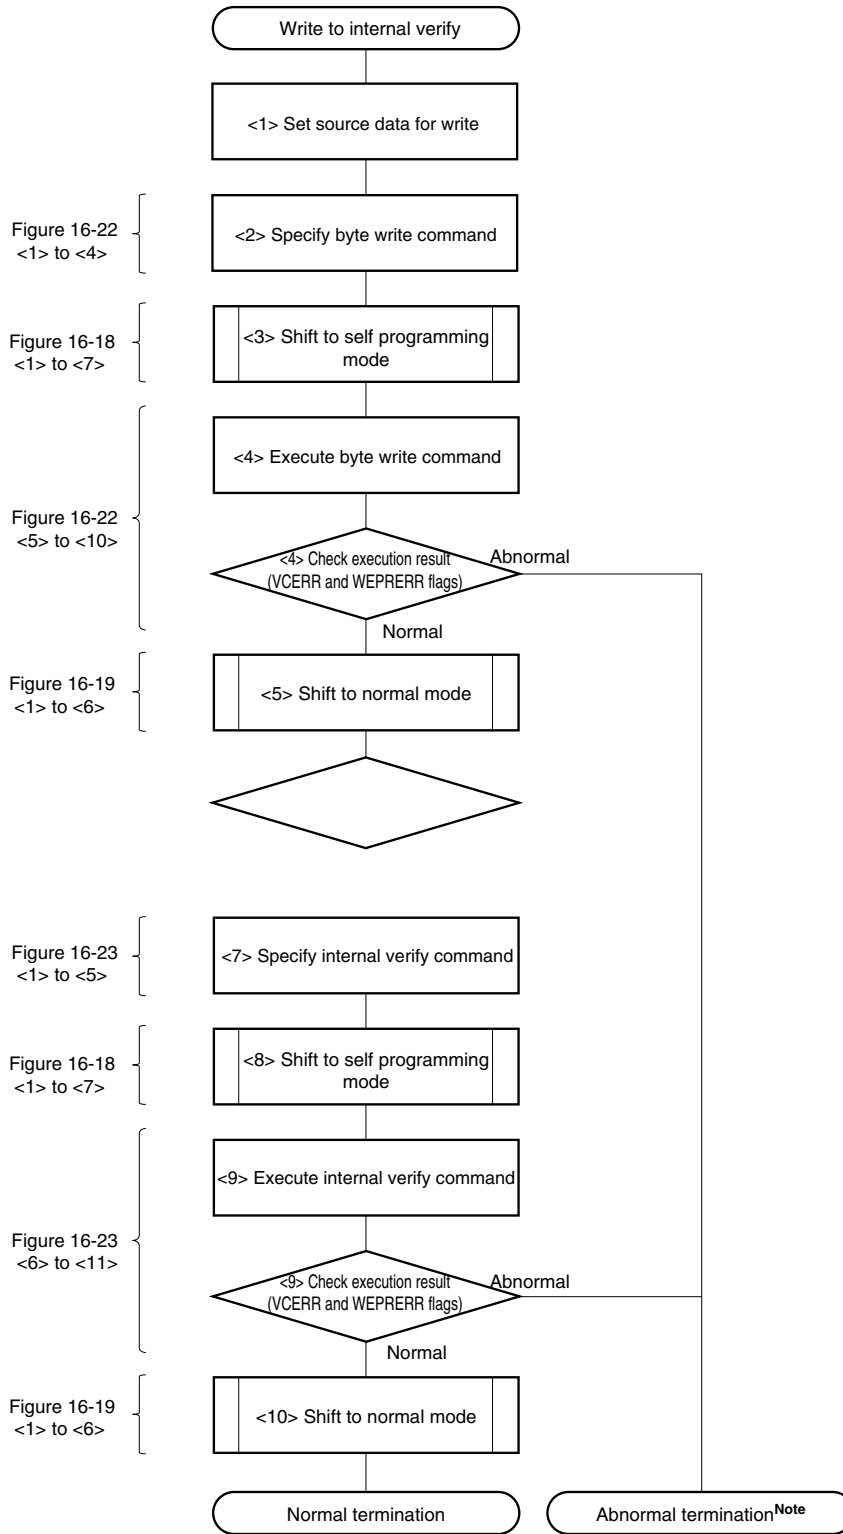 Write to internal verify
<1> Set source data for write
Figure 16-22
<1> to <4>
<2> Specify byte write command
Figure 16-18
<1> to <7>
<3> Shift to self programming
mode
<4> Execute byte write command
Figure 16-22
<5> to <10>
<4> Check execution result
(VCERR and WEPRERR flags)
Abnormal
Normal
Figure 16-19
<1> to <6>
<5> Shift to normal mode
Figure 16-23
<1> to <5>
<7> Specify internal verify command
Figure 16-18
<1> to <7>
<8> Shift to self programming
mode
<9> Execute internal verify command
Figure 16-23
<6> to <11>
<9> Check execution result
(VCERR and WEPRERR flags)
Abnormal
Normal
Figure 16-19
<1> to <6>
<10> Shift to normal mode
Normal termination
Abnormal termination Note